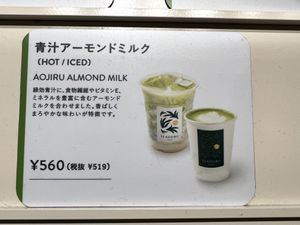 青汁アーモンドミルク
(HOT / ICED)
AOJIRU ALMOND MILK
緑効青汁に、食物繊維やビタミンE、
ミネラルを豊富に含むアーモンド
ミルクを合わせました。香ばしく
まろやかな味わいが特徴です。
¥560(税抜 ¥519)